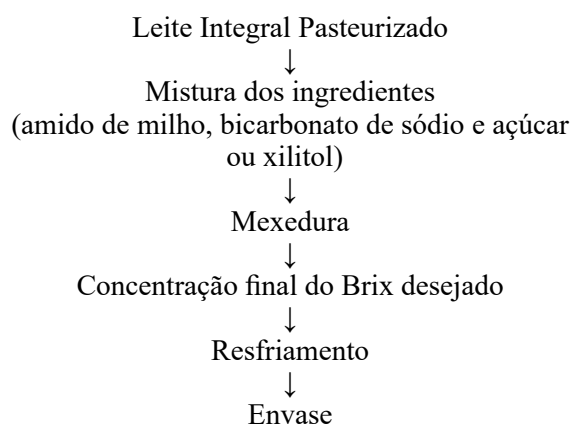 Leite Integral Pasteurizado
↓
Mistura dos ingredientes
(amido de milho, bicarbonato de sódio e açúcar
ou xilitol)
↓
Mexedura
↓
Concentração final do Brix desejado
↓
Resfriamento
↓
Envase